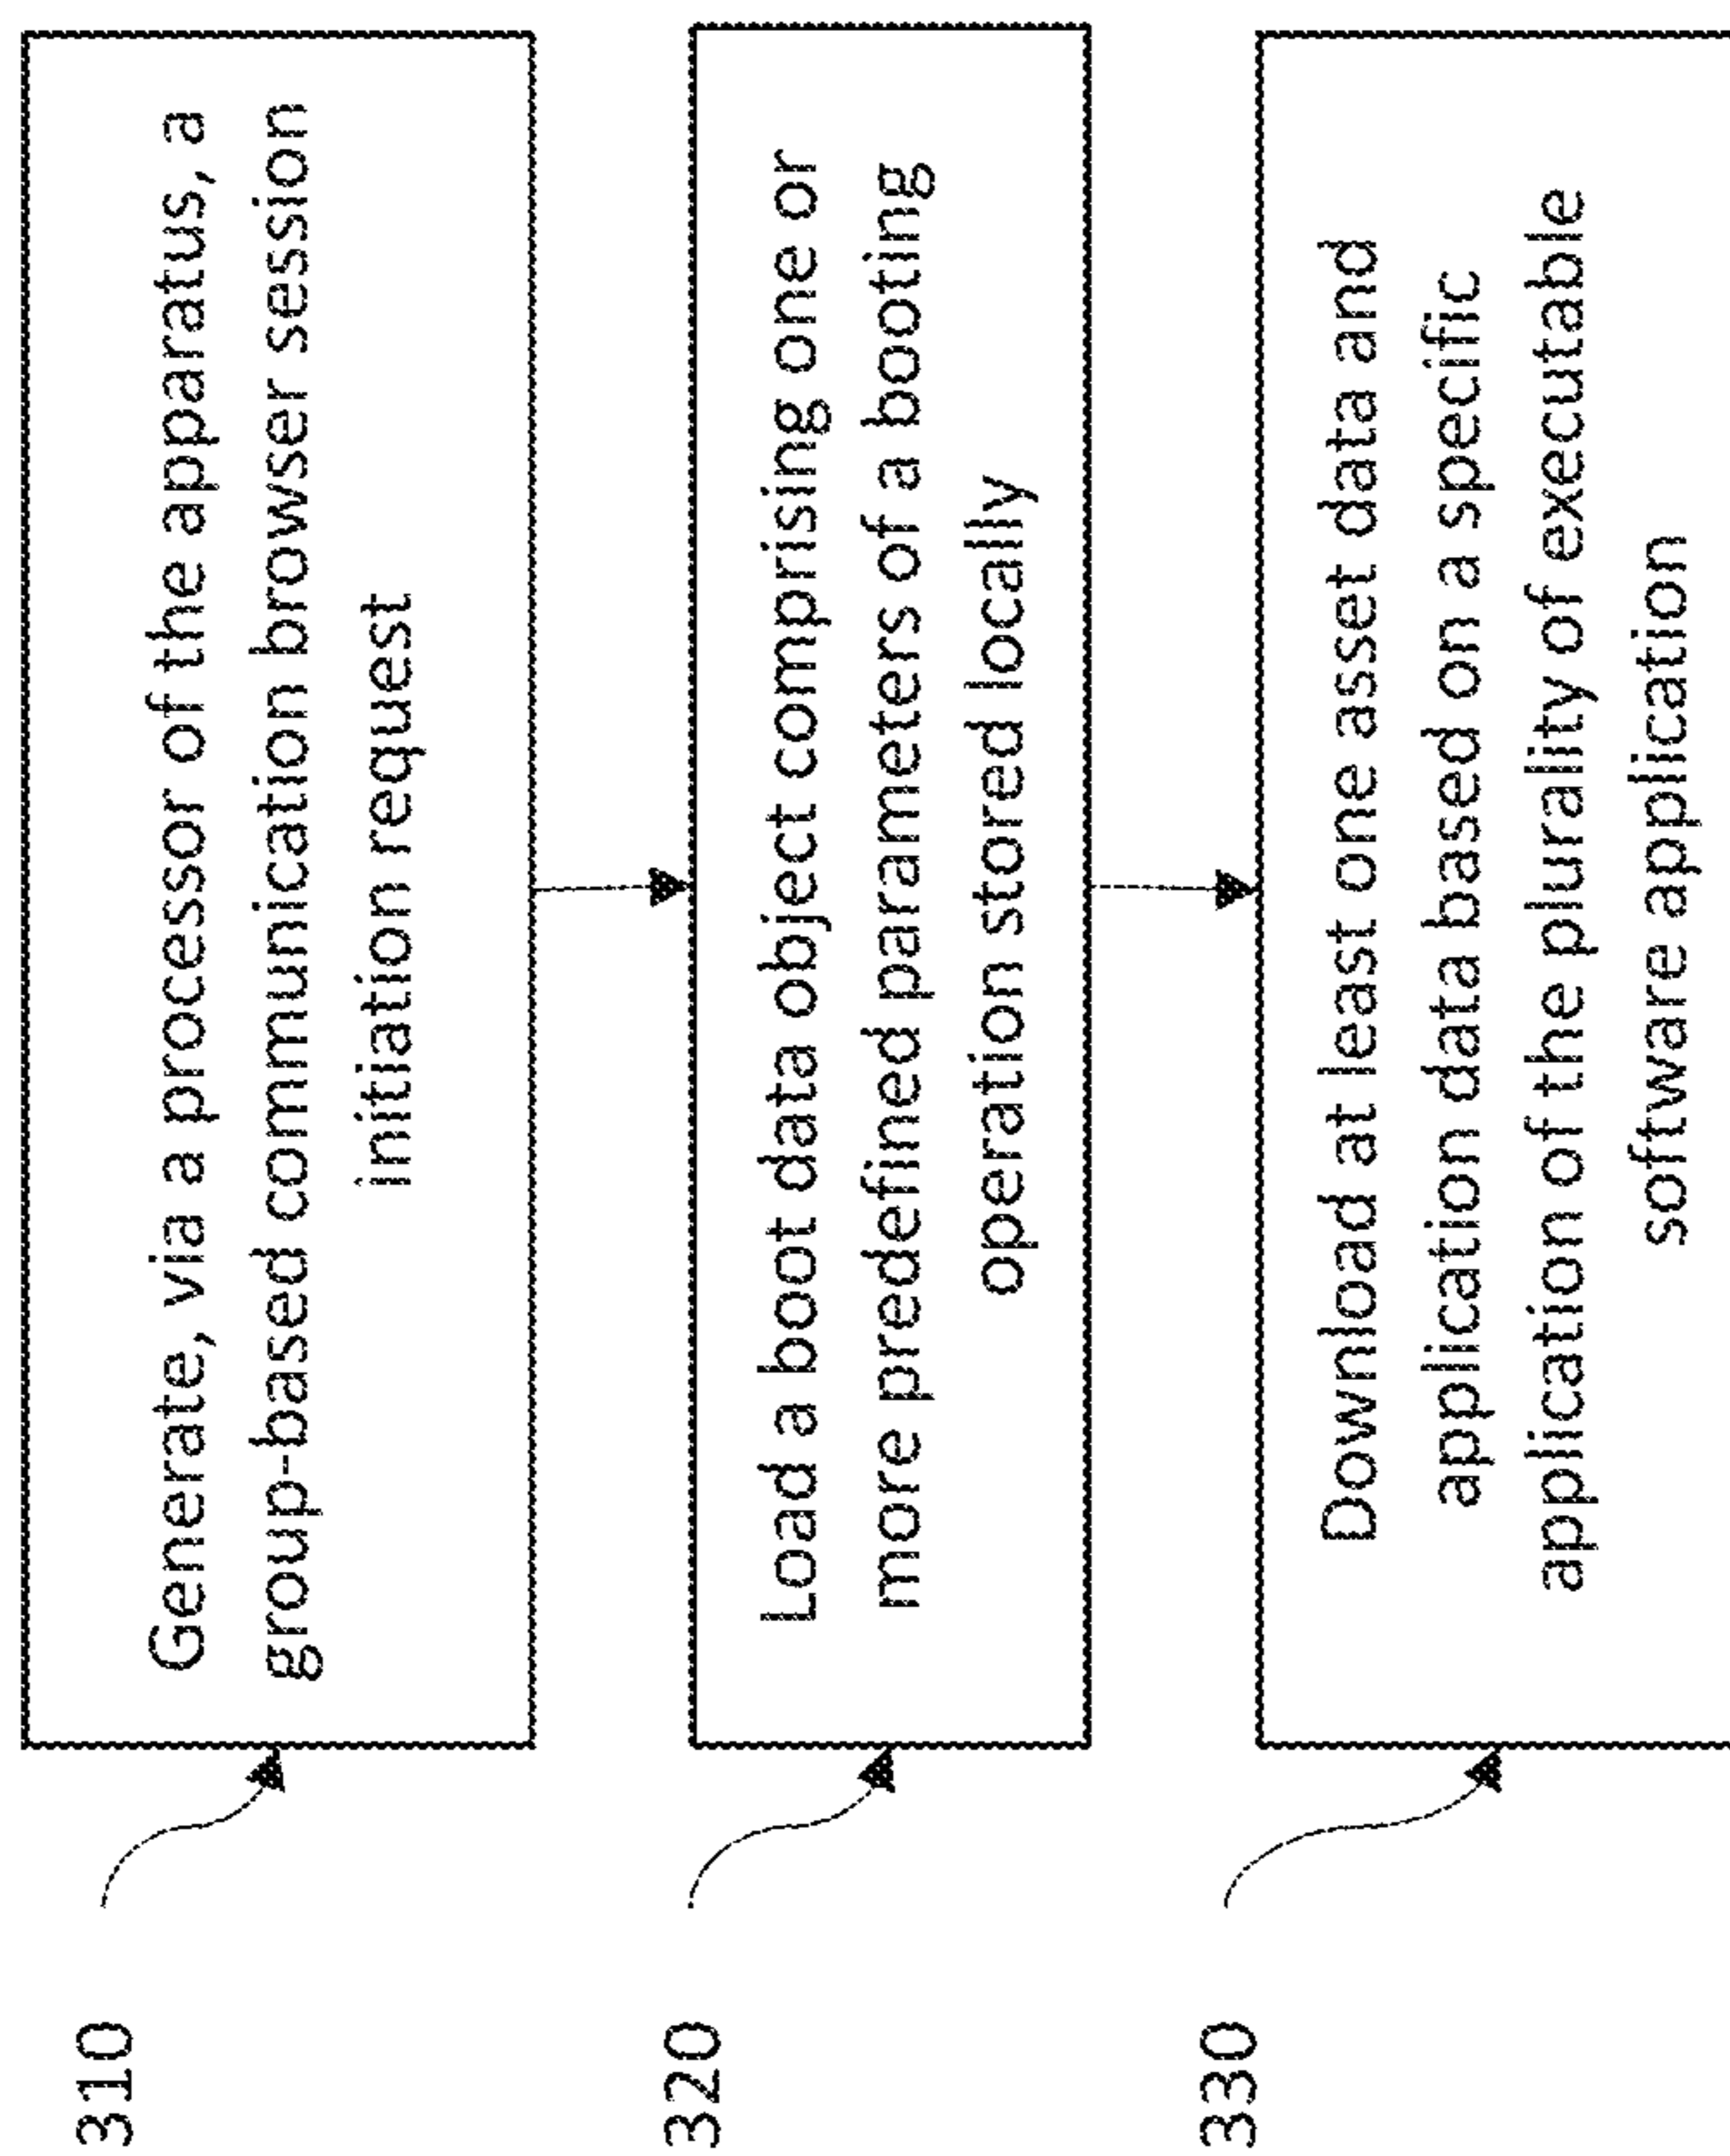 310
Generate, via a processor of the apparatus, a
group-based communication browser session
initiation request
320
Load a boot data object comprising one or
more predefined parameters of a booting
operation stored locally
330
Download at least one asset data and
application data based on a specific
application of the plurality of executable
software application